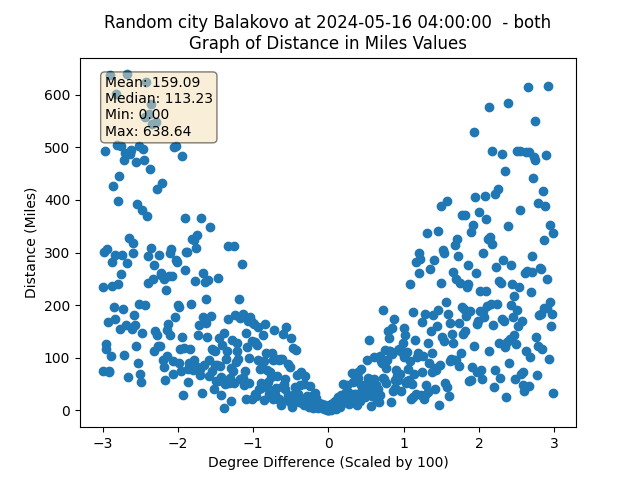 Random city Balakovo at 2024-05-16 04:00:00  - both
Graph of Distance in Miles Values
Mean: 159.09
Median: 113.23
Min: 0.00
Max: 638.64
600
500
400
300
200
100
0
Distance (Miles)
−3
−2
−1
0
1
2
3
Degree Difference (Scaled by 100)